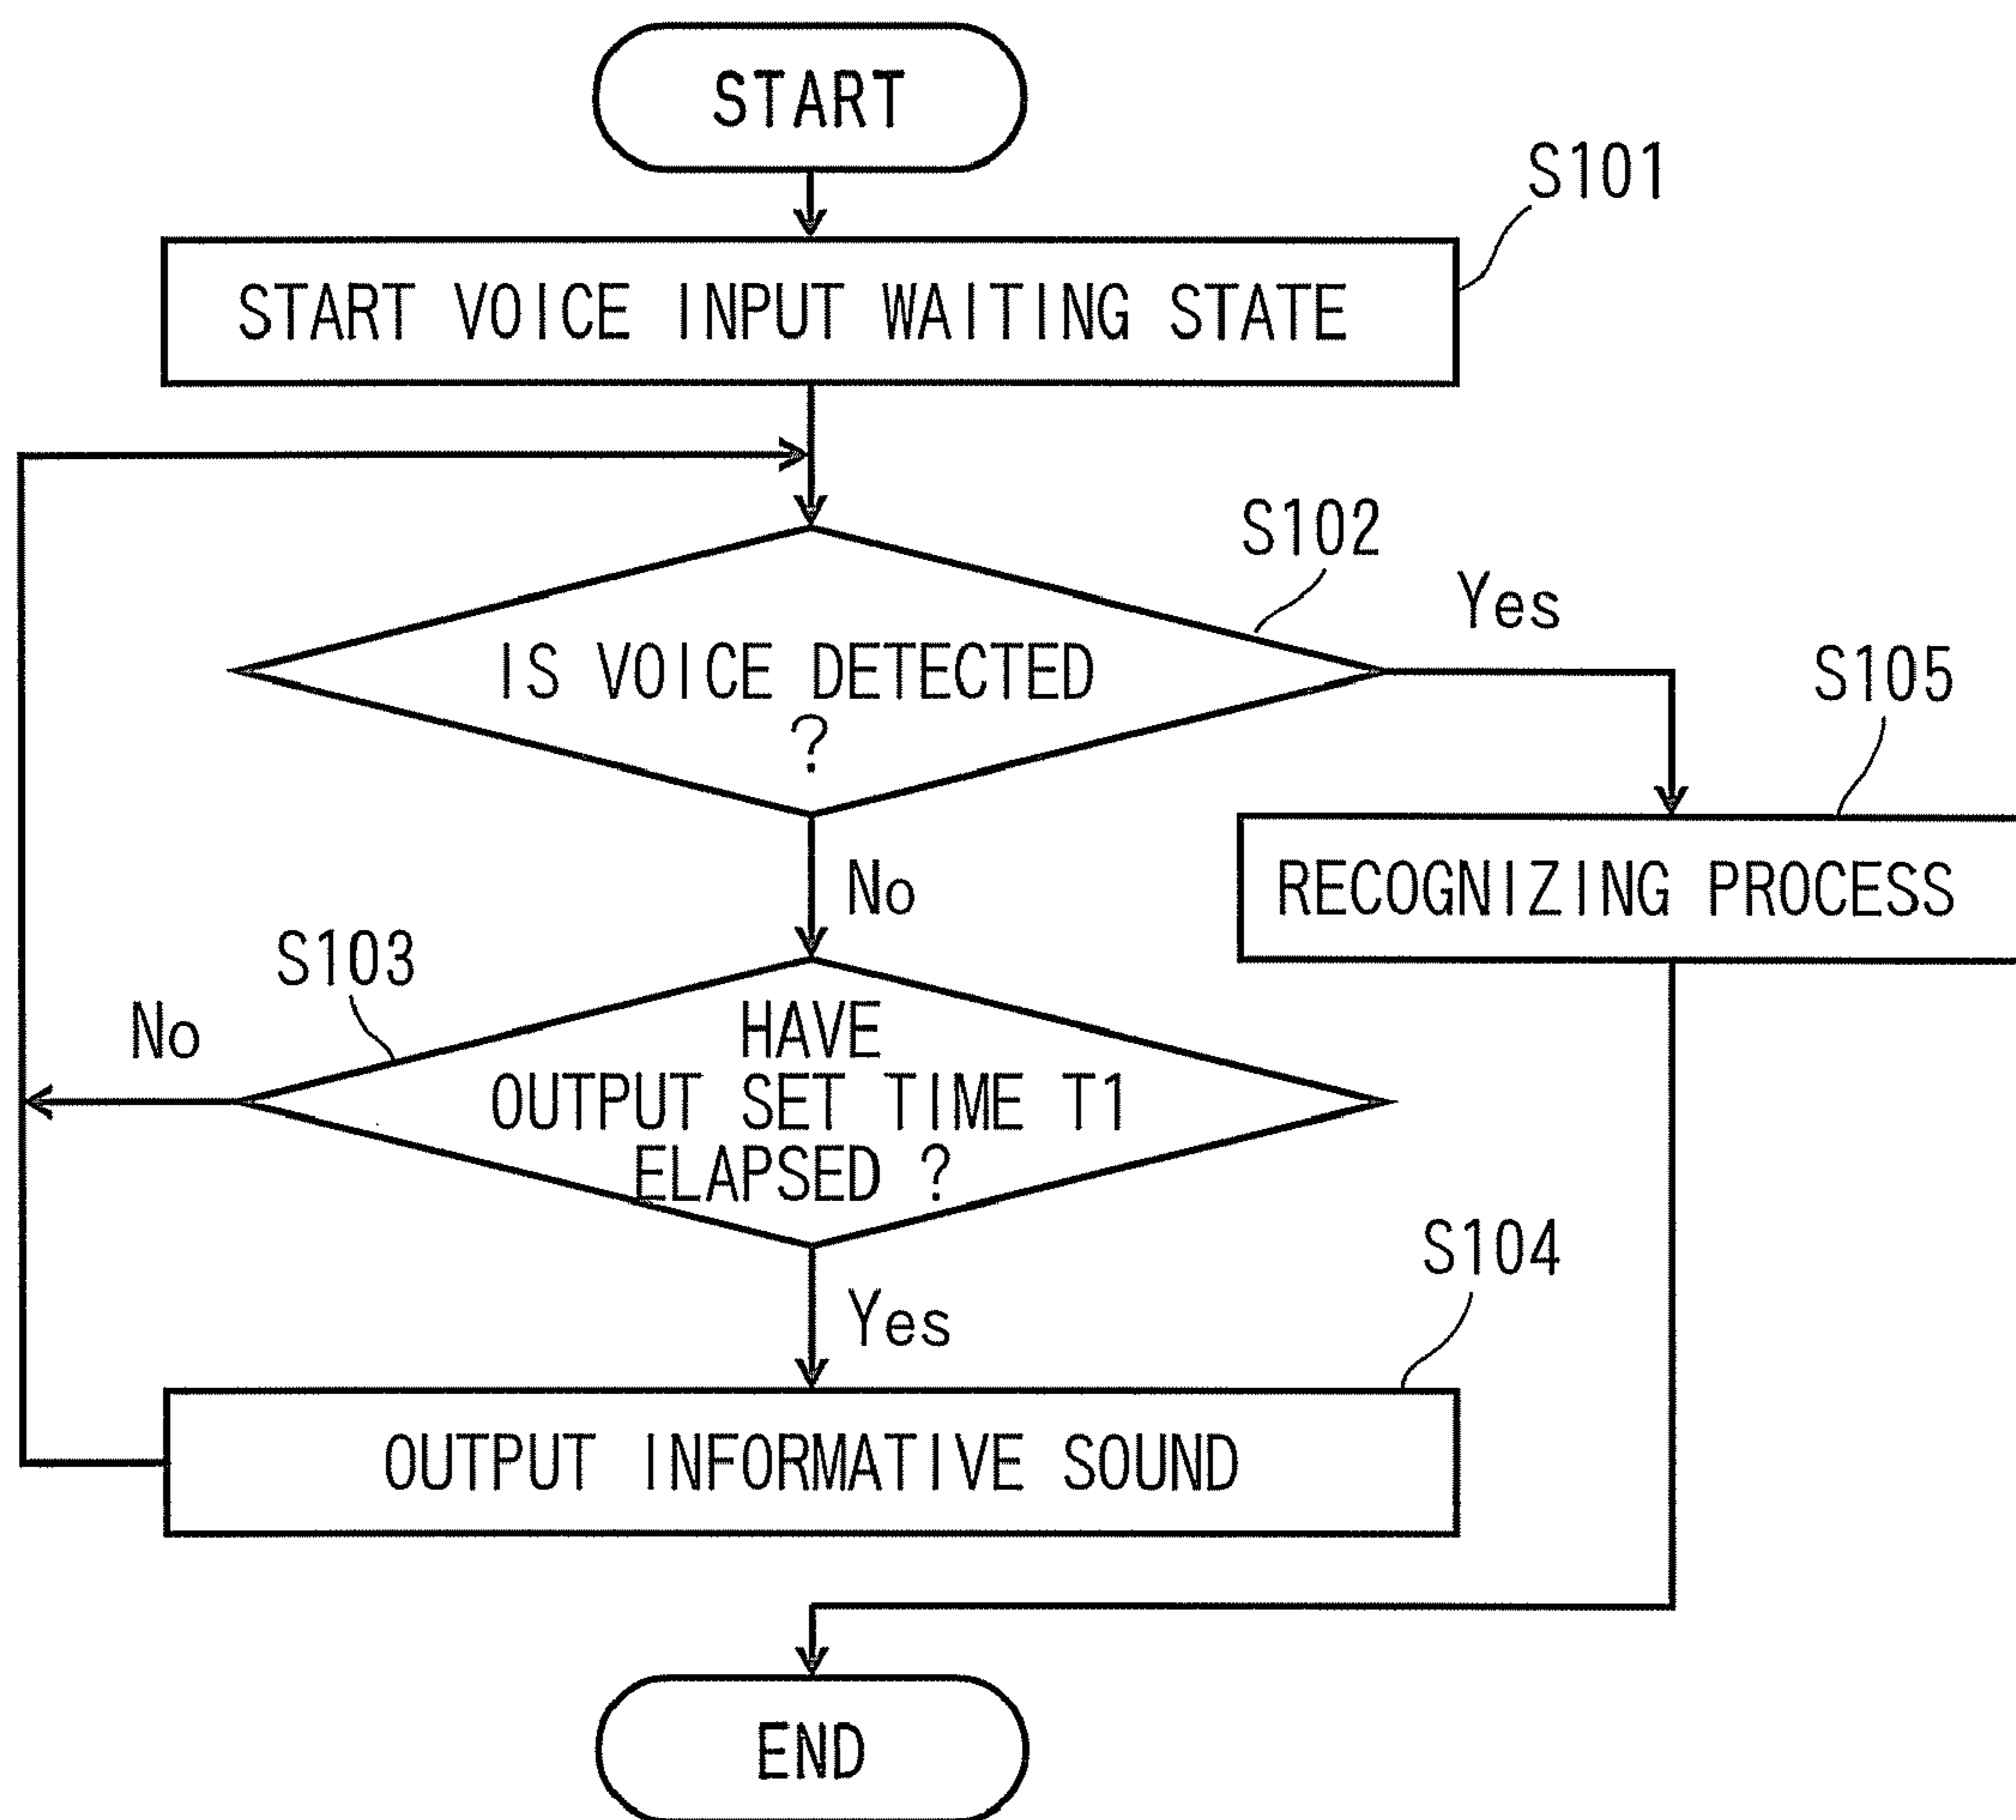 START
S101
START VOICE INPUT WAITING STATE
S102
Yes
IS VOICE DETECTED
?
S105
RECOGNIZING PROCESS
No
S103
No
HAVE
OUTPUT SET TIME T1
ELAPSED ?
S104
Yes
OUTPUT INFORMATIVE SOUND
END